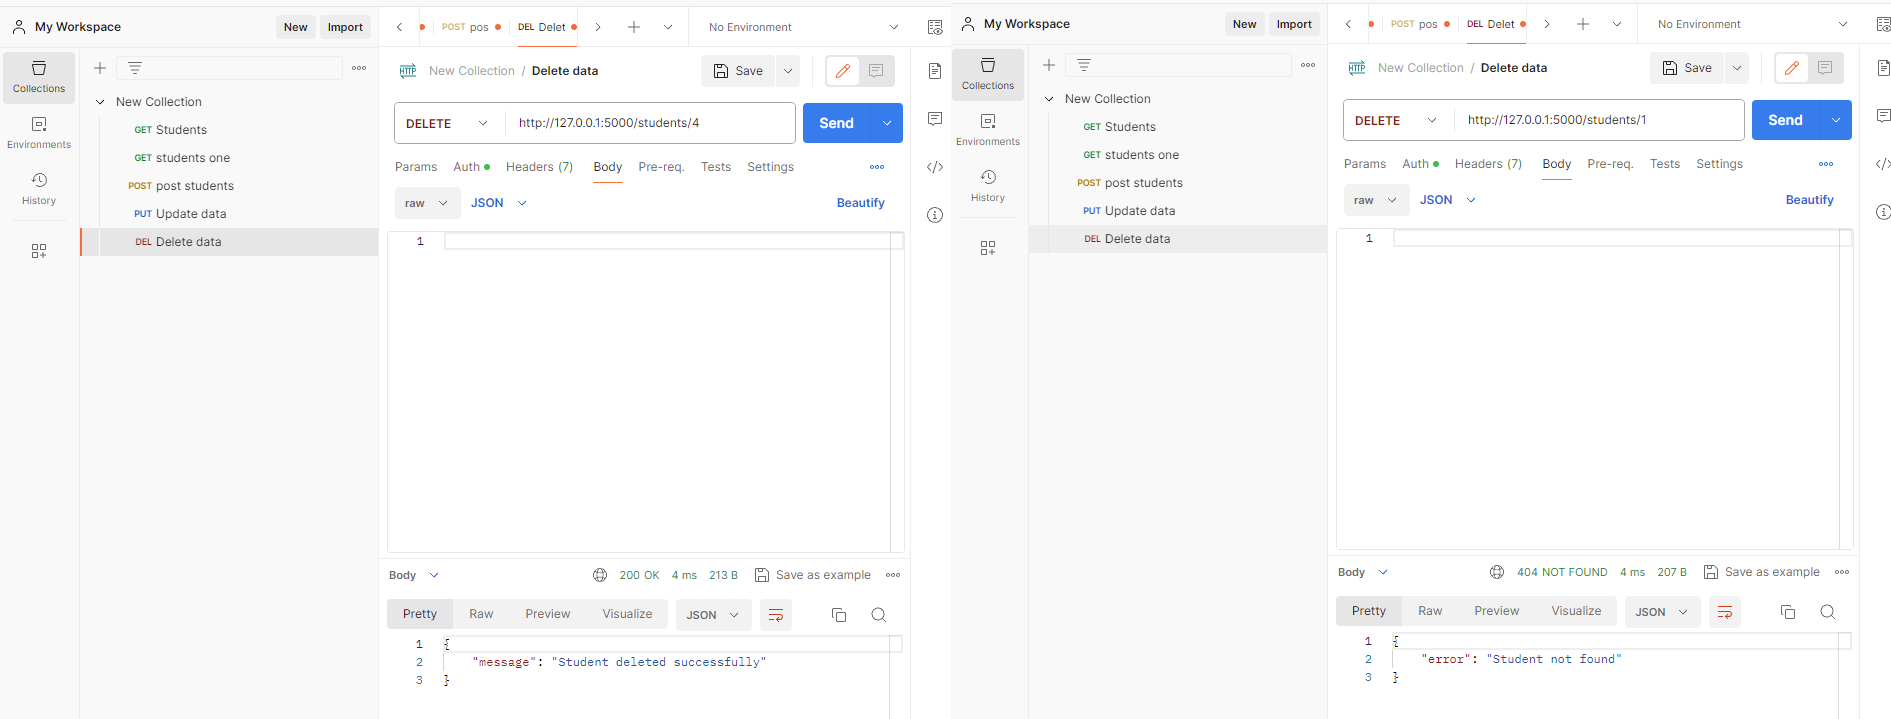 My Workspace
New
Import
POST pos
DEL Delet
No Environment
Collections
Environments
History
New Collection
GET Students
GET students one
POST post students
PUT Update data
DEL Delete data
HTTP
New Collection / Delete data
Save
DELETE
http://127.0.0.1:5000/students/4
Send
Params Auth Headers (7) Body Pre-req. Tests Settings
raw JSON Beautify
1
Body 200 OK 4 ms 213 B Save as example
Pretty Raw Preview Visualize JSON
1 {
2 "message": "Student deleted successfully"
3 }
My Workspace
New
Import
POST pos
DEL Delet
No Environment
Collections
Environments
History
New Collection
GET Students
GET students one
POST post students
PUT Update data
DEL Delete data
HTTP
New Collection / Delete data
Save
DELETE
http://127.0.0.1:5000/students/1
Send
Params Auth Headers (7) Body Pre-req. Tests Settings
raw JSON Beautify
1
Body 404 NOT FOUND 4 ms 207 B Save as example
Pretty Raw Preview Visualize JSON
1 {
2 "error": "Student not found"
3 }